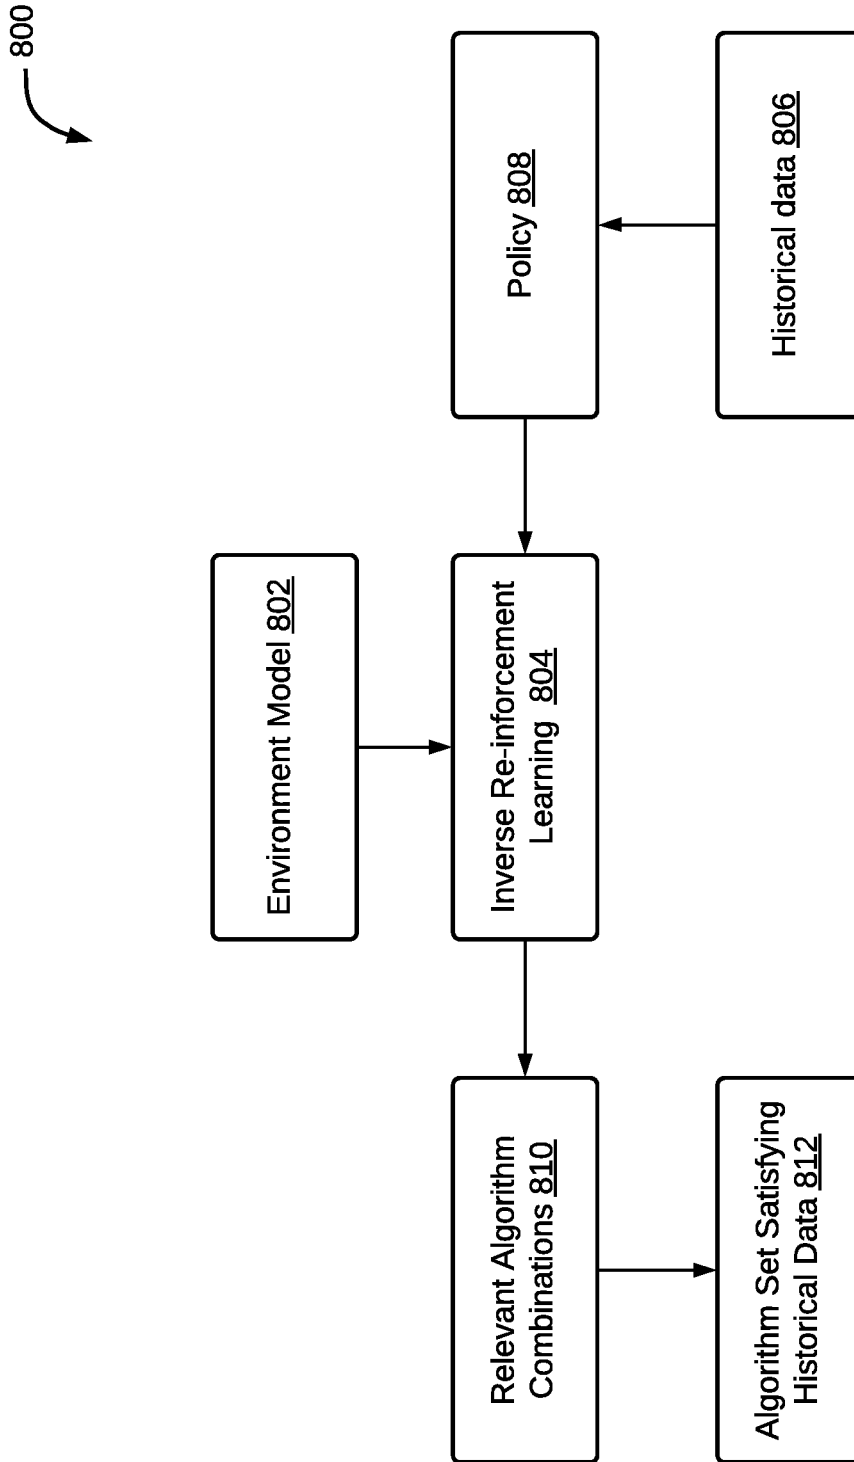 800
Environment Model 802
Relevant Algorithm
Combinations 810
Inverse Re-inforcement
Learning 804
Policy 808
Algorithm Set Satisfying
Historical Data 812
Historical data 806